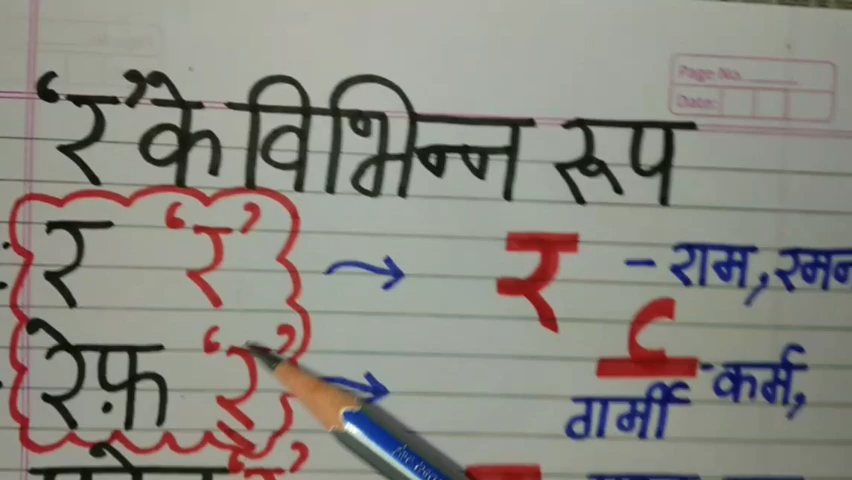 Page No.
Date:
'र' के विभिन्न रूप
र 'र' → र - राम, रमन
रेफ़ 'र' → र्  - कर्म,
गर्मी